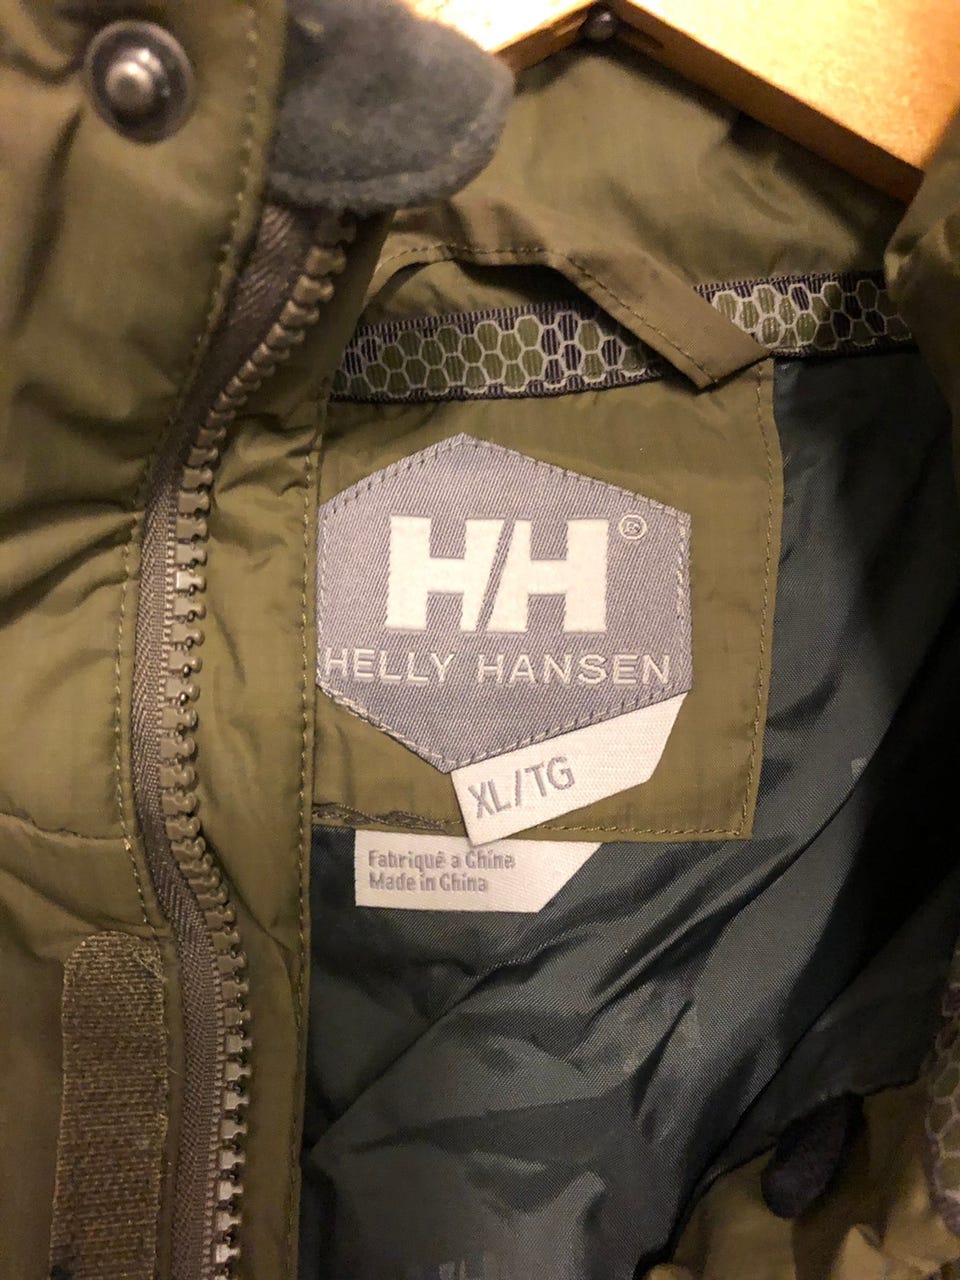 HH®
HELLY HANSEN
XL/TG
Fabriqué a Chine
Made in China